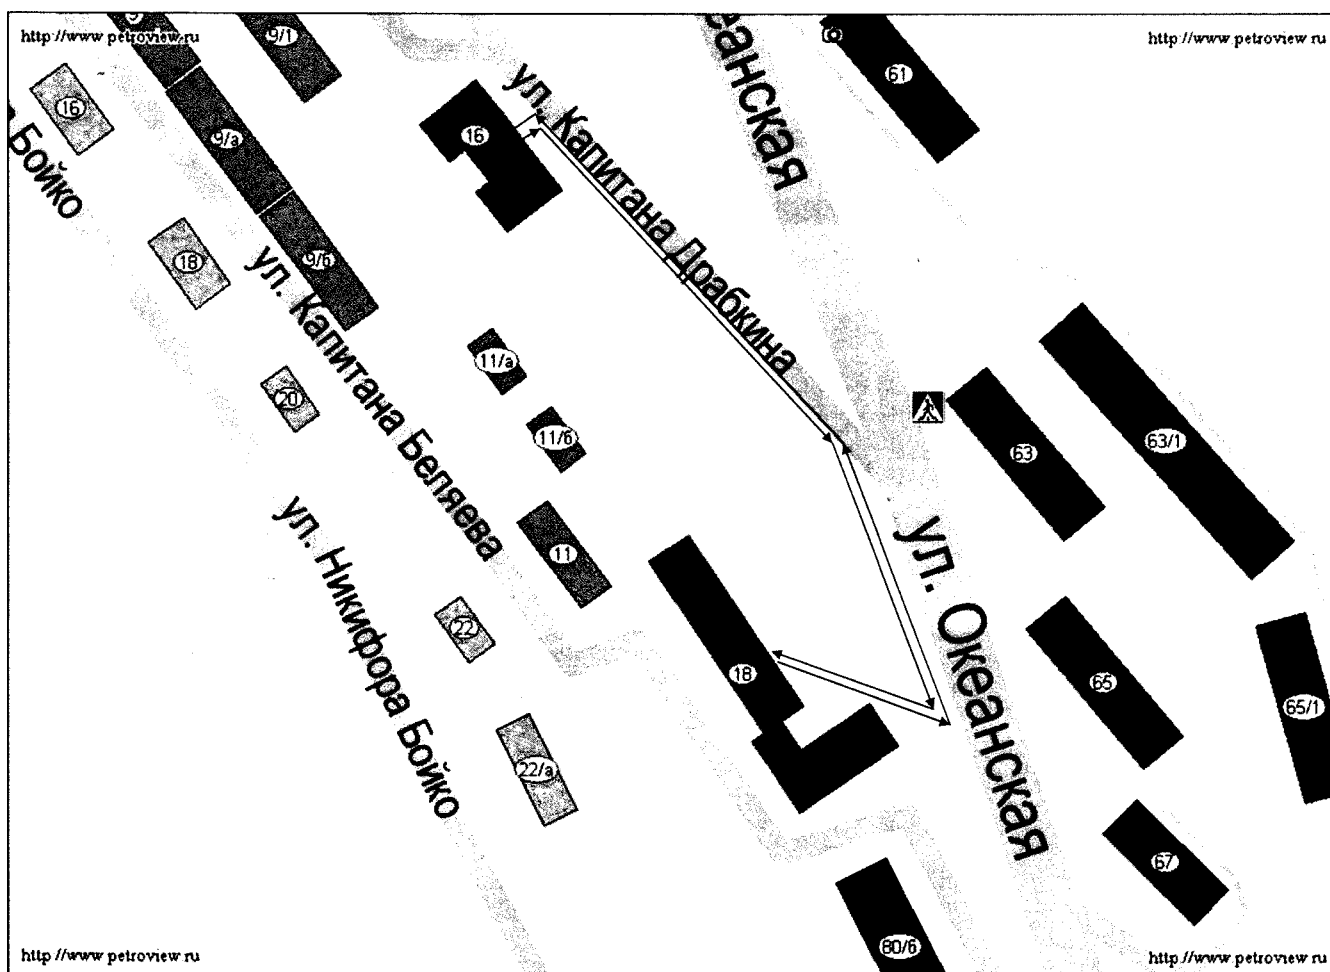 http://www.petroview.ru
http://www.petroview.ru
9/1
61
еанская
16
9/а
16
ул. Капитана Драбкина
Бойко
18
9/б
ул. Капитана Беляева
11/а
20
11/б
63
63/1
ул. Никифора Бойко
11
ул. Океанская
22
18
65
65/1
22/а
67
80/6
http://www.petroview.ru
http://www.petroview.ru